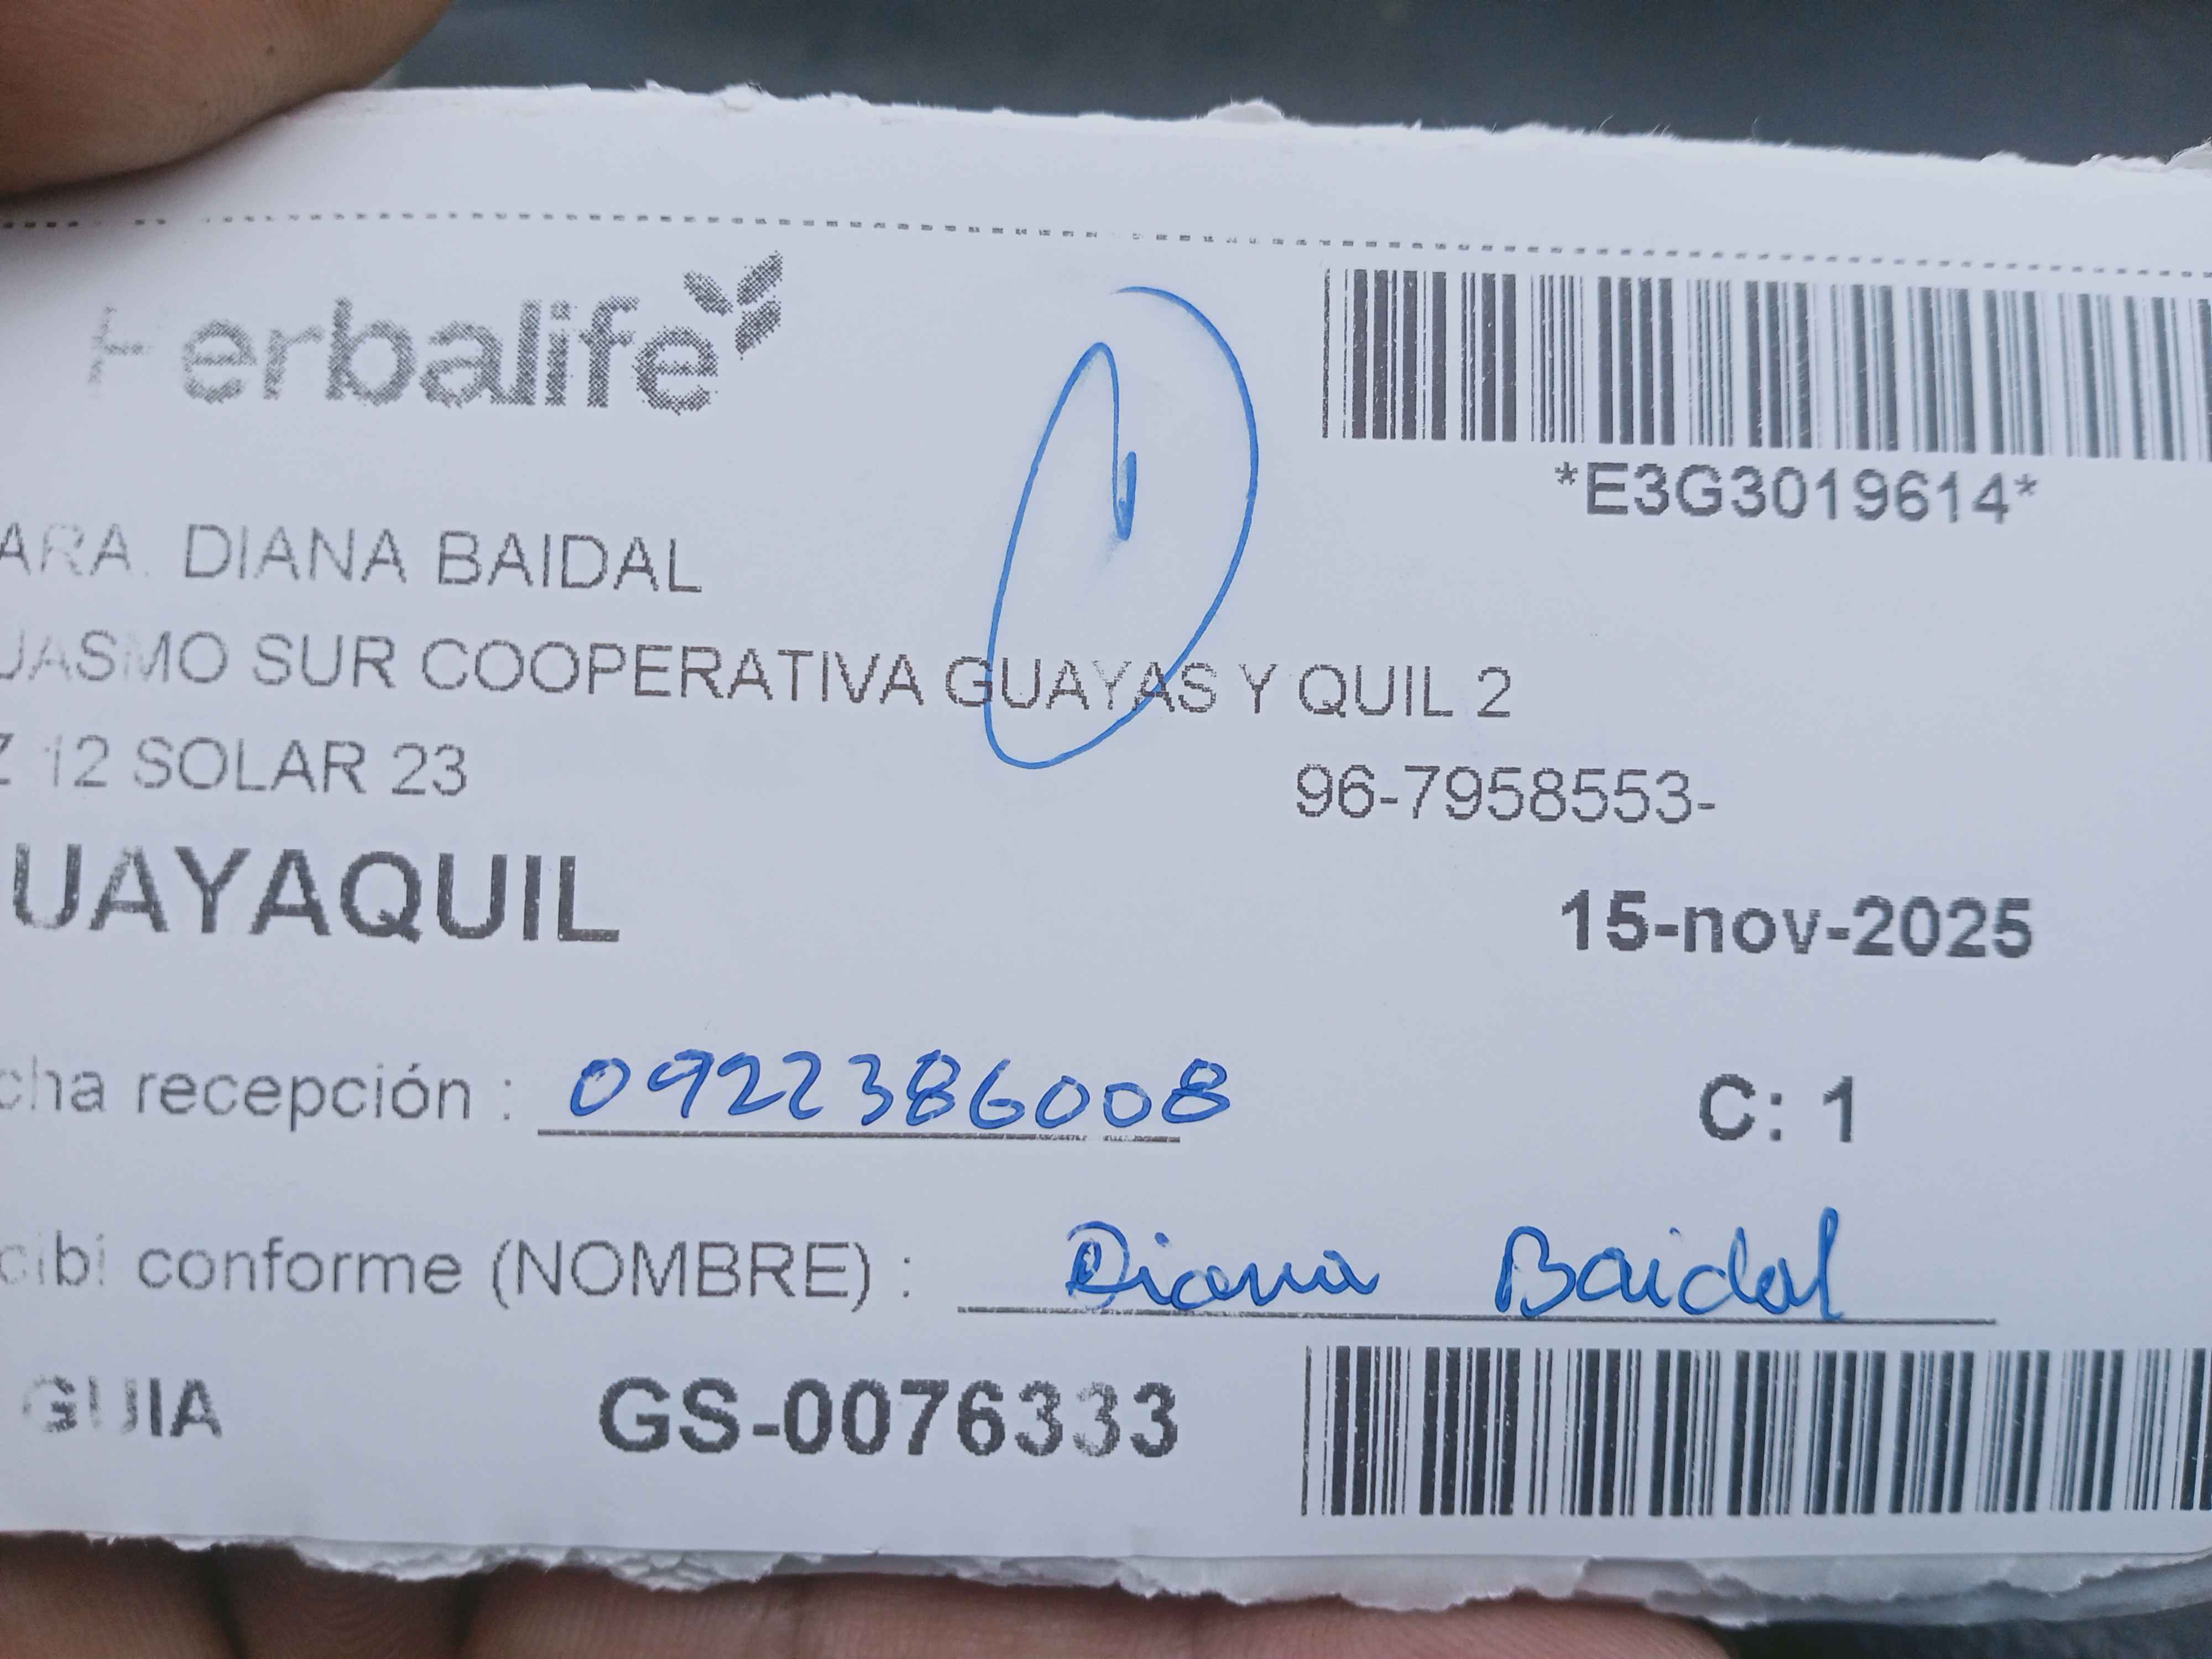 Herbalife
*E3G3019614*
ARA. DIANA BAIDAL
UASMO SUR COOPERATIVA GUAYAS Y QUIL 2
Z 12 SOLAR 23
96-7958553-
UAYAQUIL
15-nov-2025
cha recepción : 0922386008
C: 1
cibi conforme (NOMBRE) : Diana Baidal
GUIA GS-0076333